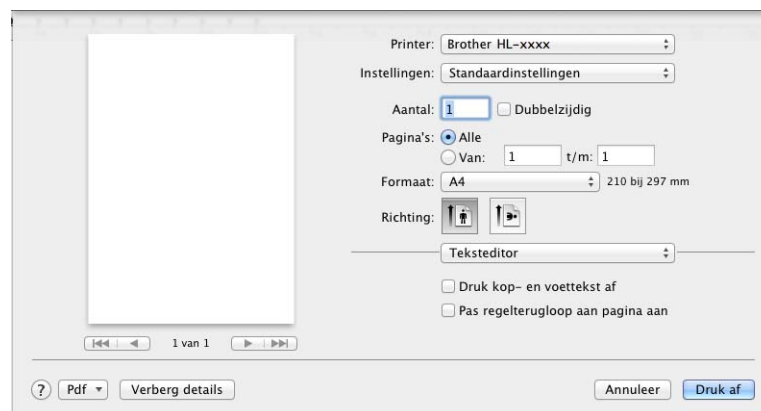 Printer: Brother HL-xxxx
Instellingen: Standaardinstellingen
Aantal: 1 Dubbelzijdig
Pagina's: Alle
Van: 1 t/m: 1
Formaat: A4 210 bij 297 mm
Richting:
Teksteditor
Druk kop- en voettekst af
Pas regelterugloop aan pagina aan
1 van 1
? Pdf Verberg details Annuleer Druk af